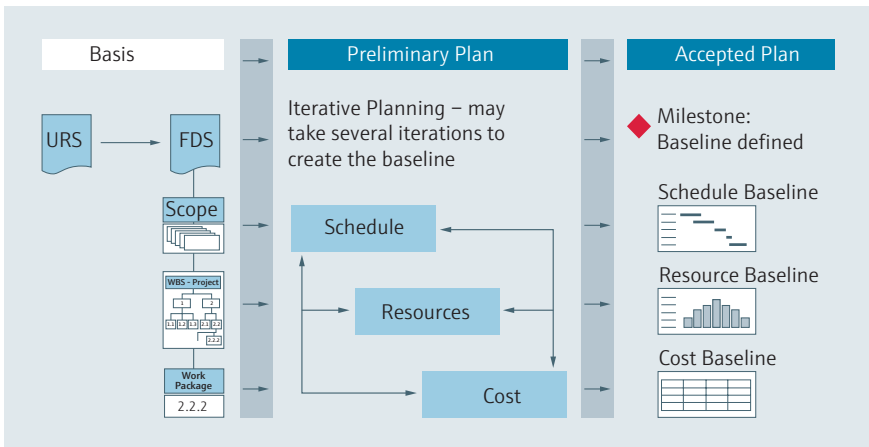 Basis
Preliminary Plan
Accepted Plan
URS
FDS
Scope
WBS - Project
1
2
1.1
1.2
1.3
2.1
2.2
2.2.2
Work
Package
2.2.2
Iterative Planning – may
take several iterations to
create the baseline
Schedule
Resources
Cost
Milestone:
Baseline defined
Schedule Baseline
Resource Baseline
Cost Baseline